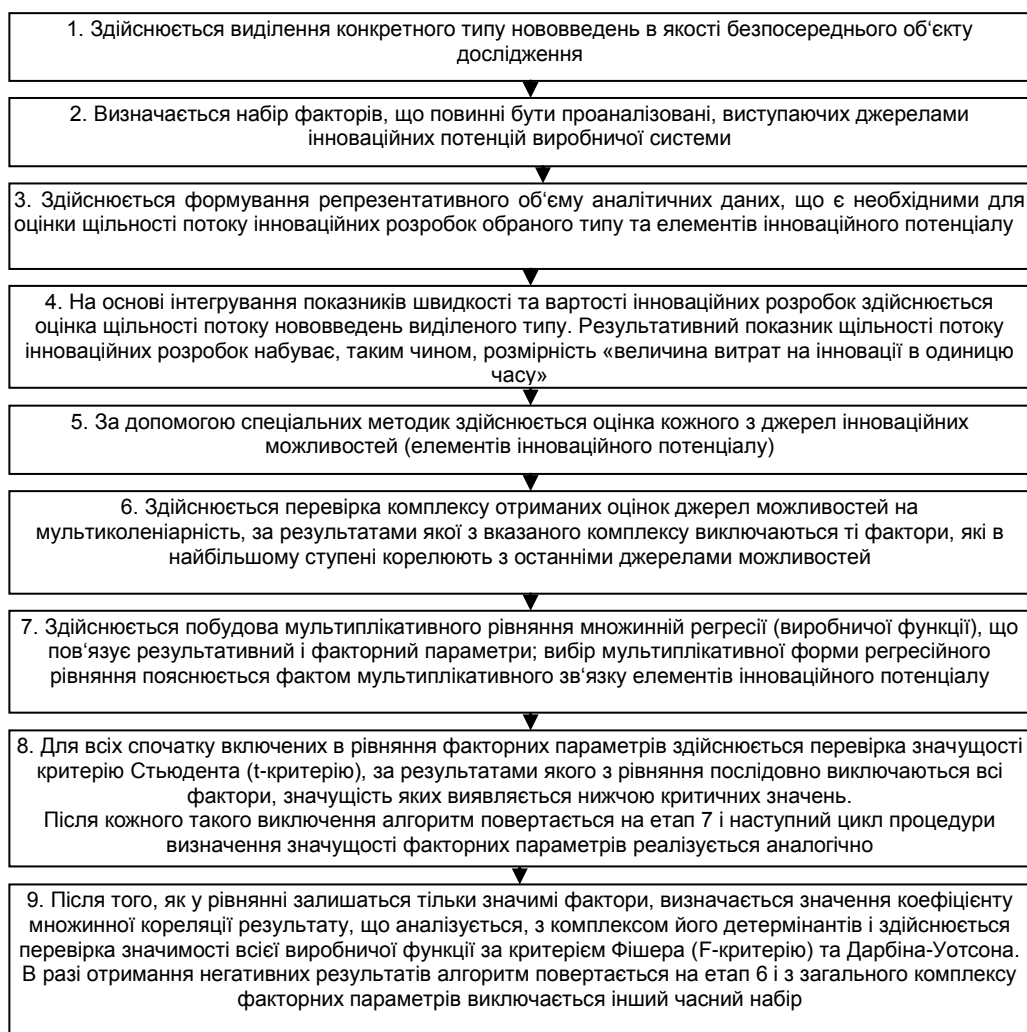 1. Здійснюється виділення конкретного типу нововведень в якості безпосереднього об‘єкту
дослідження
2. Визначається набір факторів, що повинні бути проаналізовані, виступаючих джерелами
інноваційних потенцій виробничої системи
3. Здійснюється формування репрезентативного об‘єму аналітичних даних, що є необхідними для
оцінки щільності потоку інноваційних розробок обраного типу та елементів інноваційного потенціалу
4. На основі інтегрування показників швидкості та вартості інноваційних розробок здійснюється
оцінка щільності потоку нововведень виділеного типу. Результативний показник щільності потоку
інноваційних розробок набуває, таким чином, розмірність «величина витрат на інновації в одиницю
часу»
5. За допомогою спеціальних методик здійснюється оцінка кожного з джерел інноваційних
можливостей (елементів інноваційного потенціалу)
6. Здійснюється перевірка комплексу отриманих оцінок джерел можливостей на
мультиколеніарність, за результатами якої з вказаного комплексу виключаються ті фактори, які в
найбільшому ступені корелюють з останніми джерелами можливостей
7. Здійснюється побудова мультиплікативного рівняння множинній регресії (виробничої функції), що
пов‘язує результативний і факторний параметри; вибір мультиплікативної форми регресійного
рівняння пояснюється фактом мультиплікативного зв‘язку елементів інноваційного потенціалу
8. Для всіх спочатку включених в рівняння факторних параметрів здійснюється перевірка значущості
критерію Стьюдента (t-критерію), за результатами якого з рівняння послідовно виключаються всі
фактори, значущість яких виявляється нижчою критичних значень.
Після кожного такого виключення алгоритм повертається на етап 7 і наступний цикл процедури
визначення значущості факторних параметрів реалізується аналогічно
9. Після того, як у рівнянні залишаться тільки значимі фактори, визначається значення коефіцієнту
множинної кореляції результату, що аналізується, з комплексом його детермінантів і здійснюється
перевірка значимості всієї виробничої функції за критерієм Фішера (F-критерію) та Дарбіна-Уотсона.
В разі отримання негативних результатів алгоритм повертається на етап 6 і з загального комплексу
факторних параметрів виключається інший часний набір